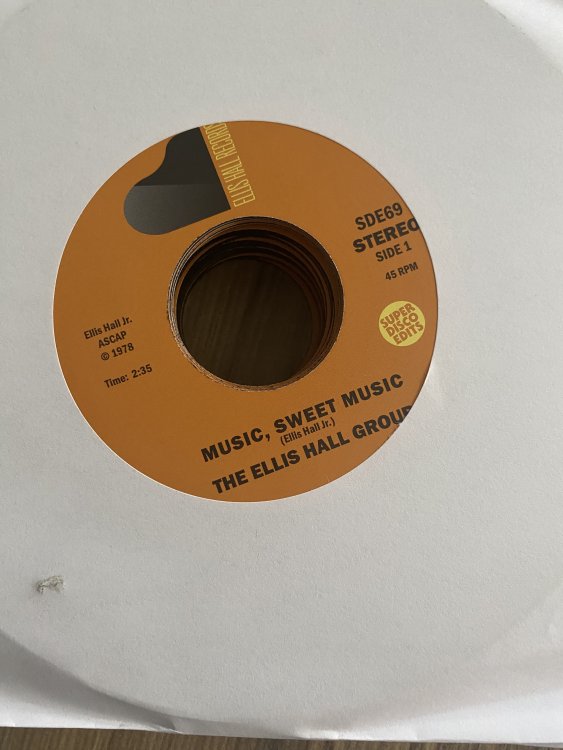 ELLIS HALL RECORDS
SDE69
STEREO
SIDE 1
45 RPM
SUPER
DISCO
EDITS
Ellis Hall Jr.
ASCAP
© 1978
Time: 2:35
MUSIC, SWEET MUSIC
(Ellis Hall Jr.)
THE ELLIS HALL GROUP